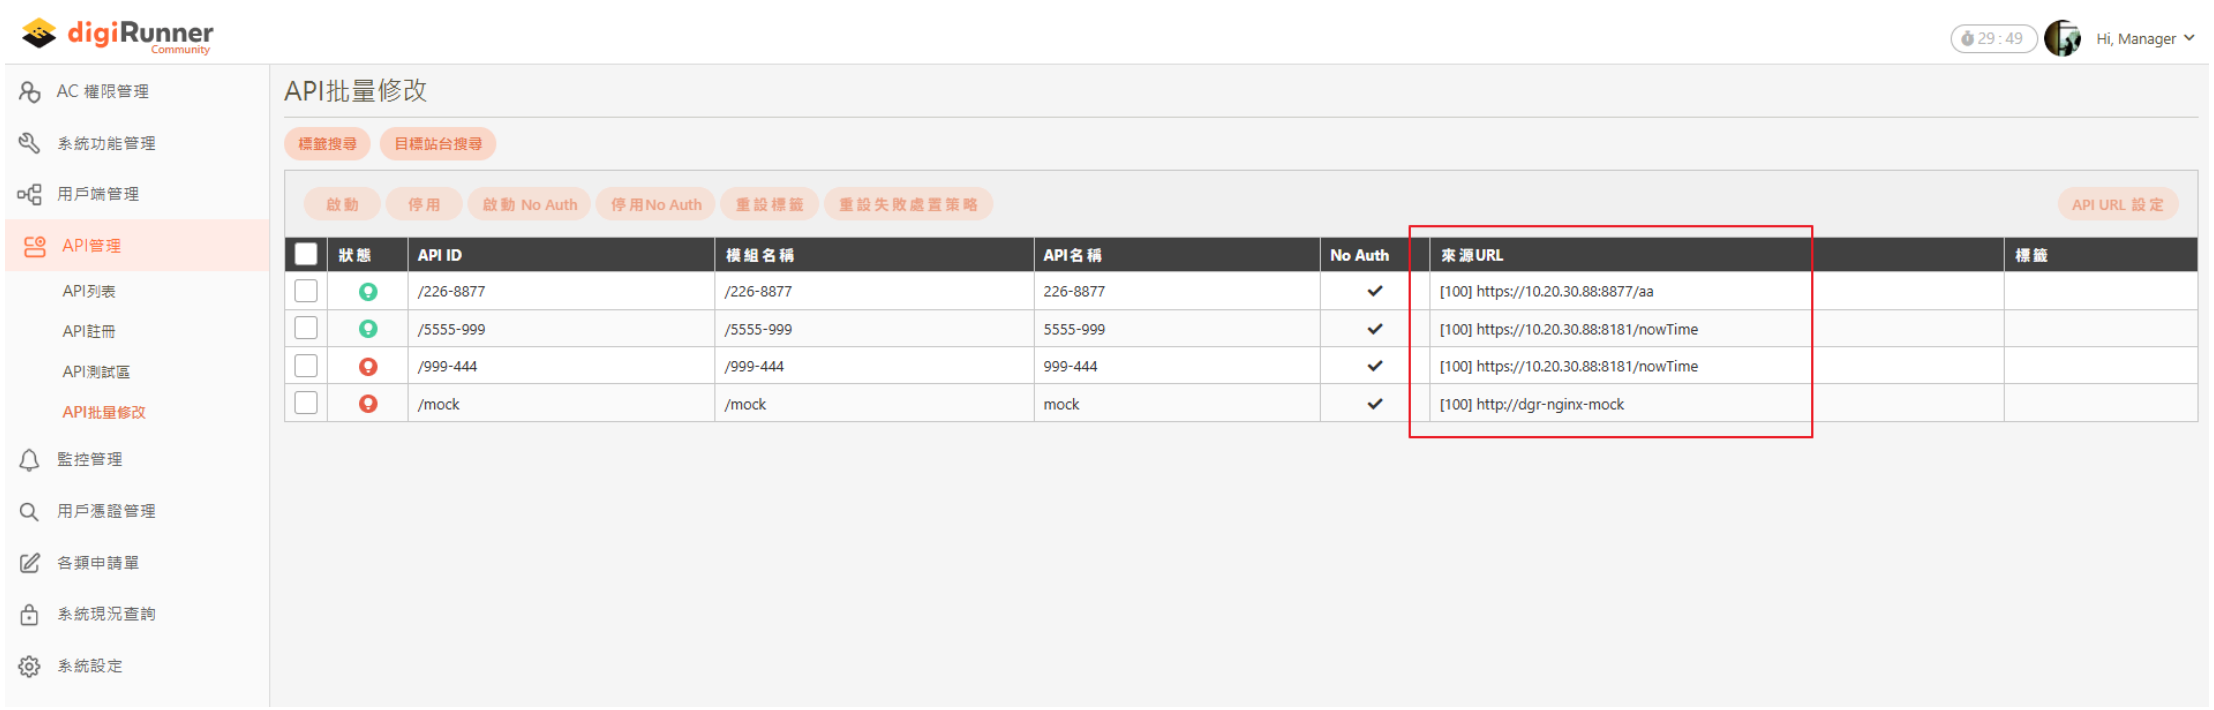 digiRunner
Community
29 : 49
Hi, Manager
AC 權限管理
系統功能管理
用戶端管理
API管理
API列表
API註冊
API測試區
API批量修改
監控管理
用戶憑證管理
各類申請單
系統現況查詢
系統設定
API批量修改
標籤搜尋 目標站台搜尋
啟動 停用 啟動 No Auth 停用No Auth 重設標籤 重設失敗處置策略 API URL 設定
狀態 API ID 模組名稱 API名稱 No Auth 來源URL 標籤
/226-8877 /226-8877 226-8877 [100] https://10.20.30.88:8877/aa
/5555-999 /5555-999 5555-999 [100] https://10.20.30.88:8181/nowTime
/999-444 /999-444 999-444 [100] https://10.20.30.88:8181/nowTime
/mock /mock mock [100] http://dgr-nginx-mock